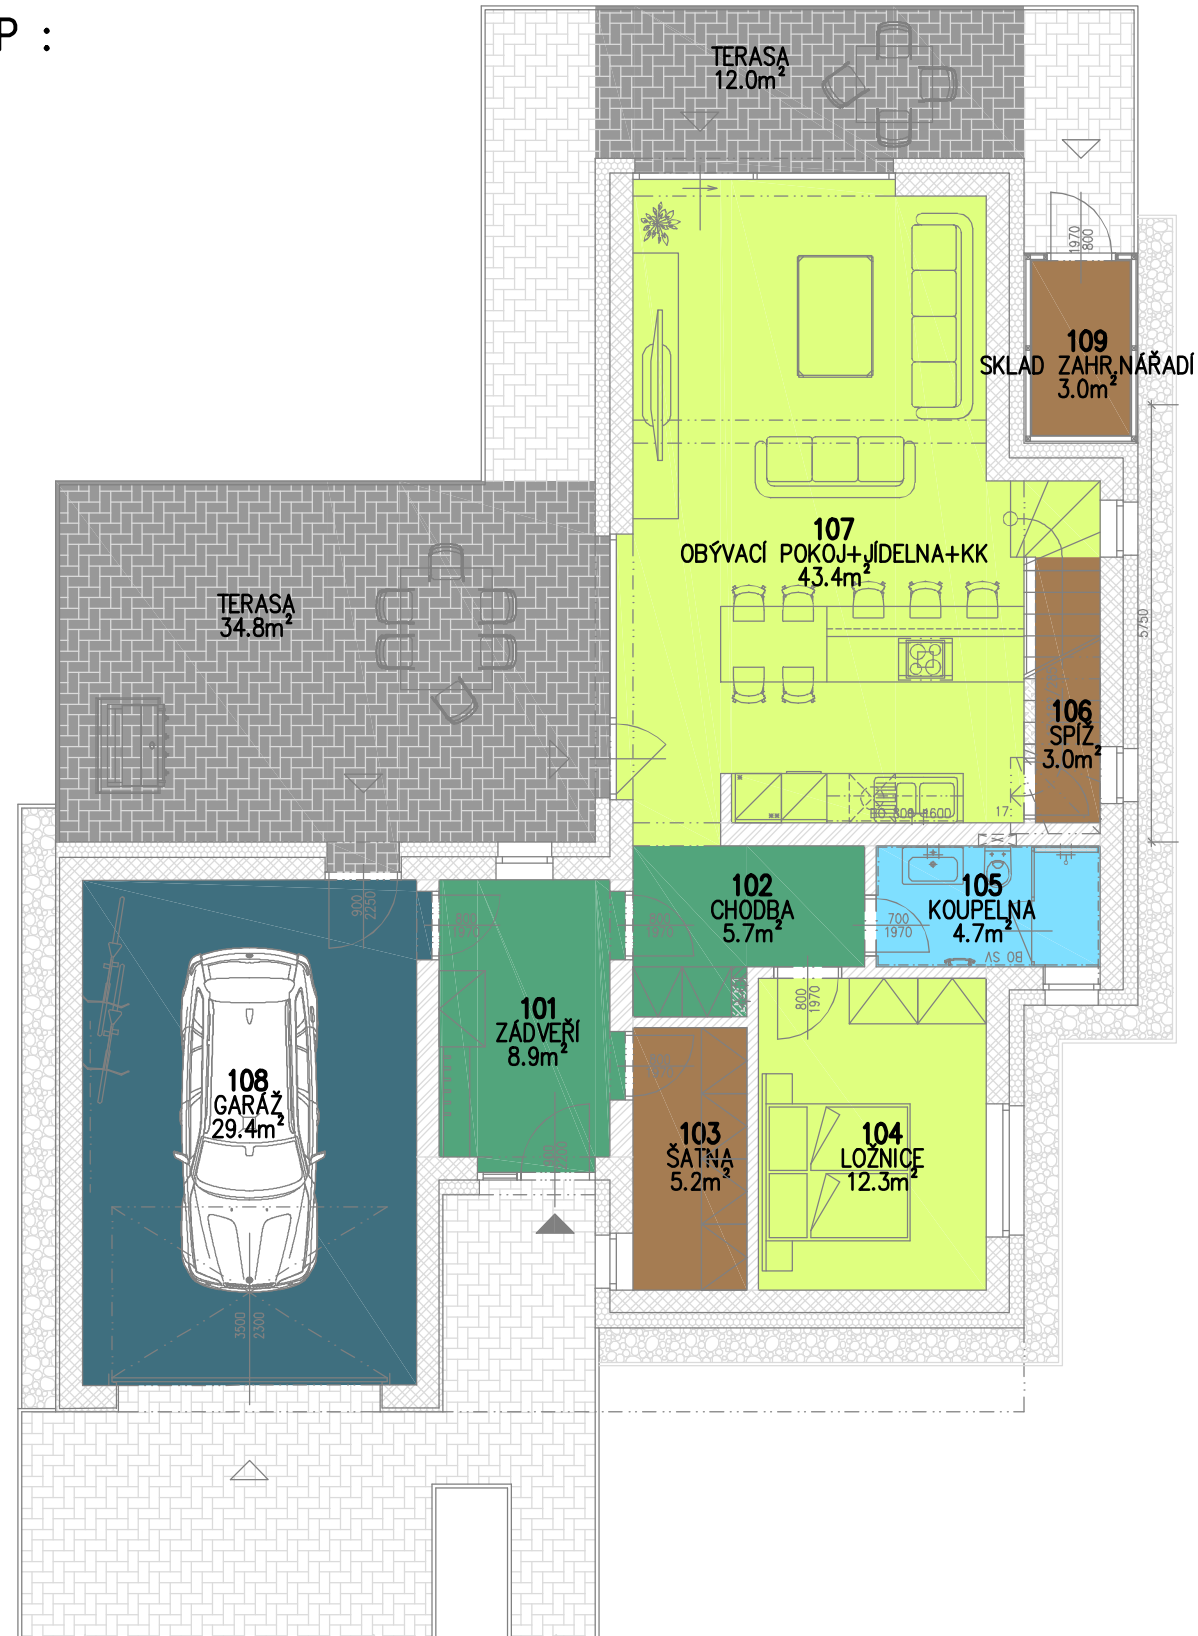 P :
TERASA
12.0m²
1970
800
109
SKLAD ZAHR.NÁŘADÍ
3.0m²
107
OBÝVACÍ POKOJ+JÍDELNA+KK
43.4m²
TERASA
34.8m²
5750
106
SPÍŽ
3.0m²
17
900
2250
800
1970
102
CHODBA
5.7m²
800
1970
700
1970
105
KOUPELNA
4.7m²
BO SV
101
ZÁDVEŘÍ
8.9m²
800
1970
108
GARÁŽ
29.4m²
103
ŠATNA
5.2m²
104
LOŽNICE
12.3m²
3500
2300